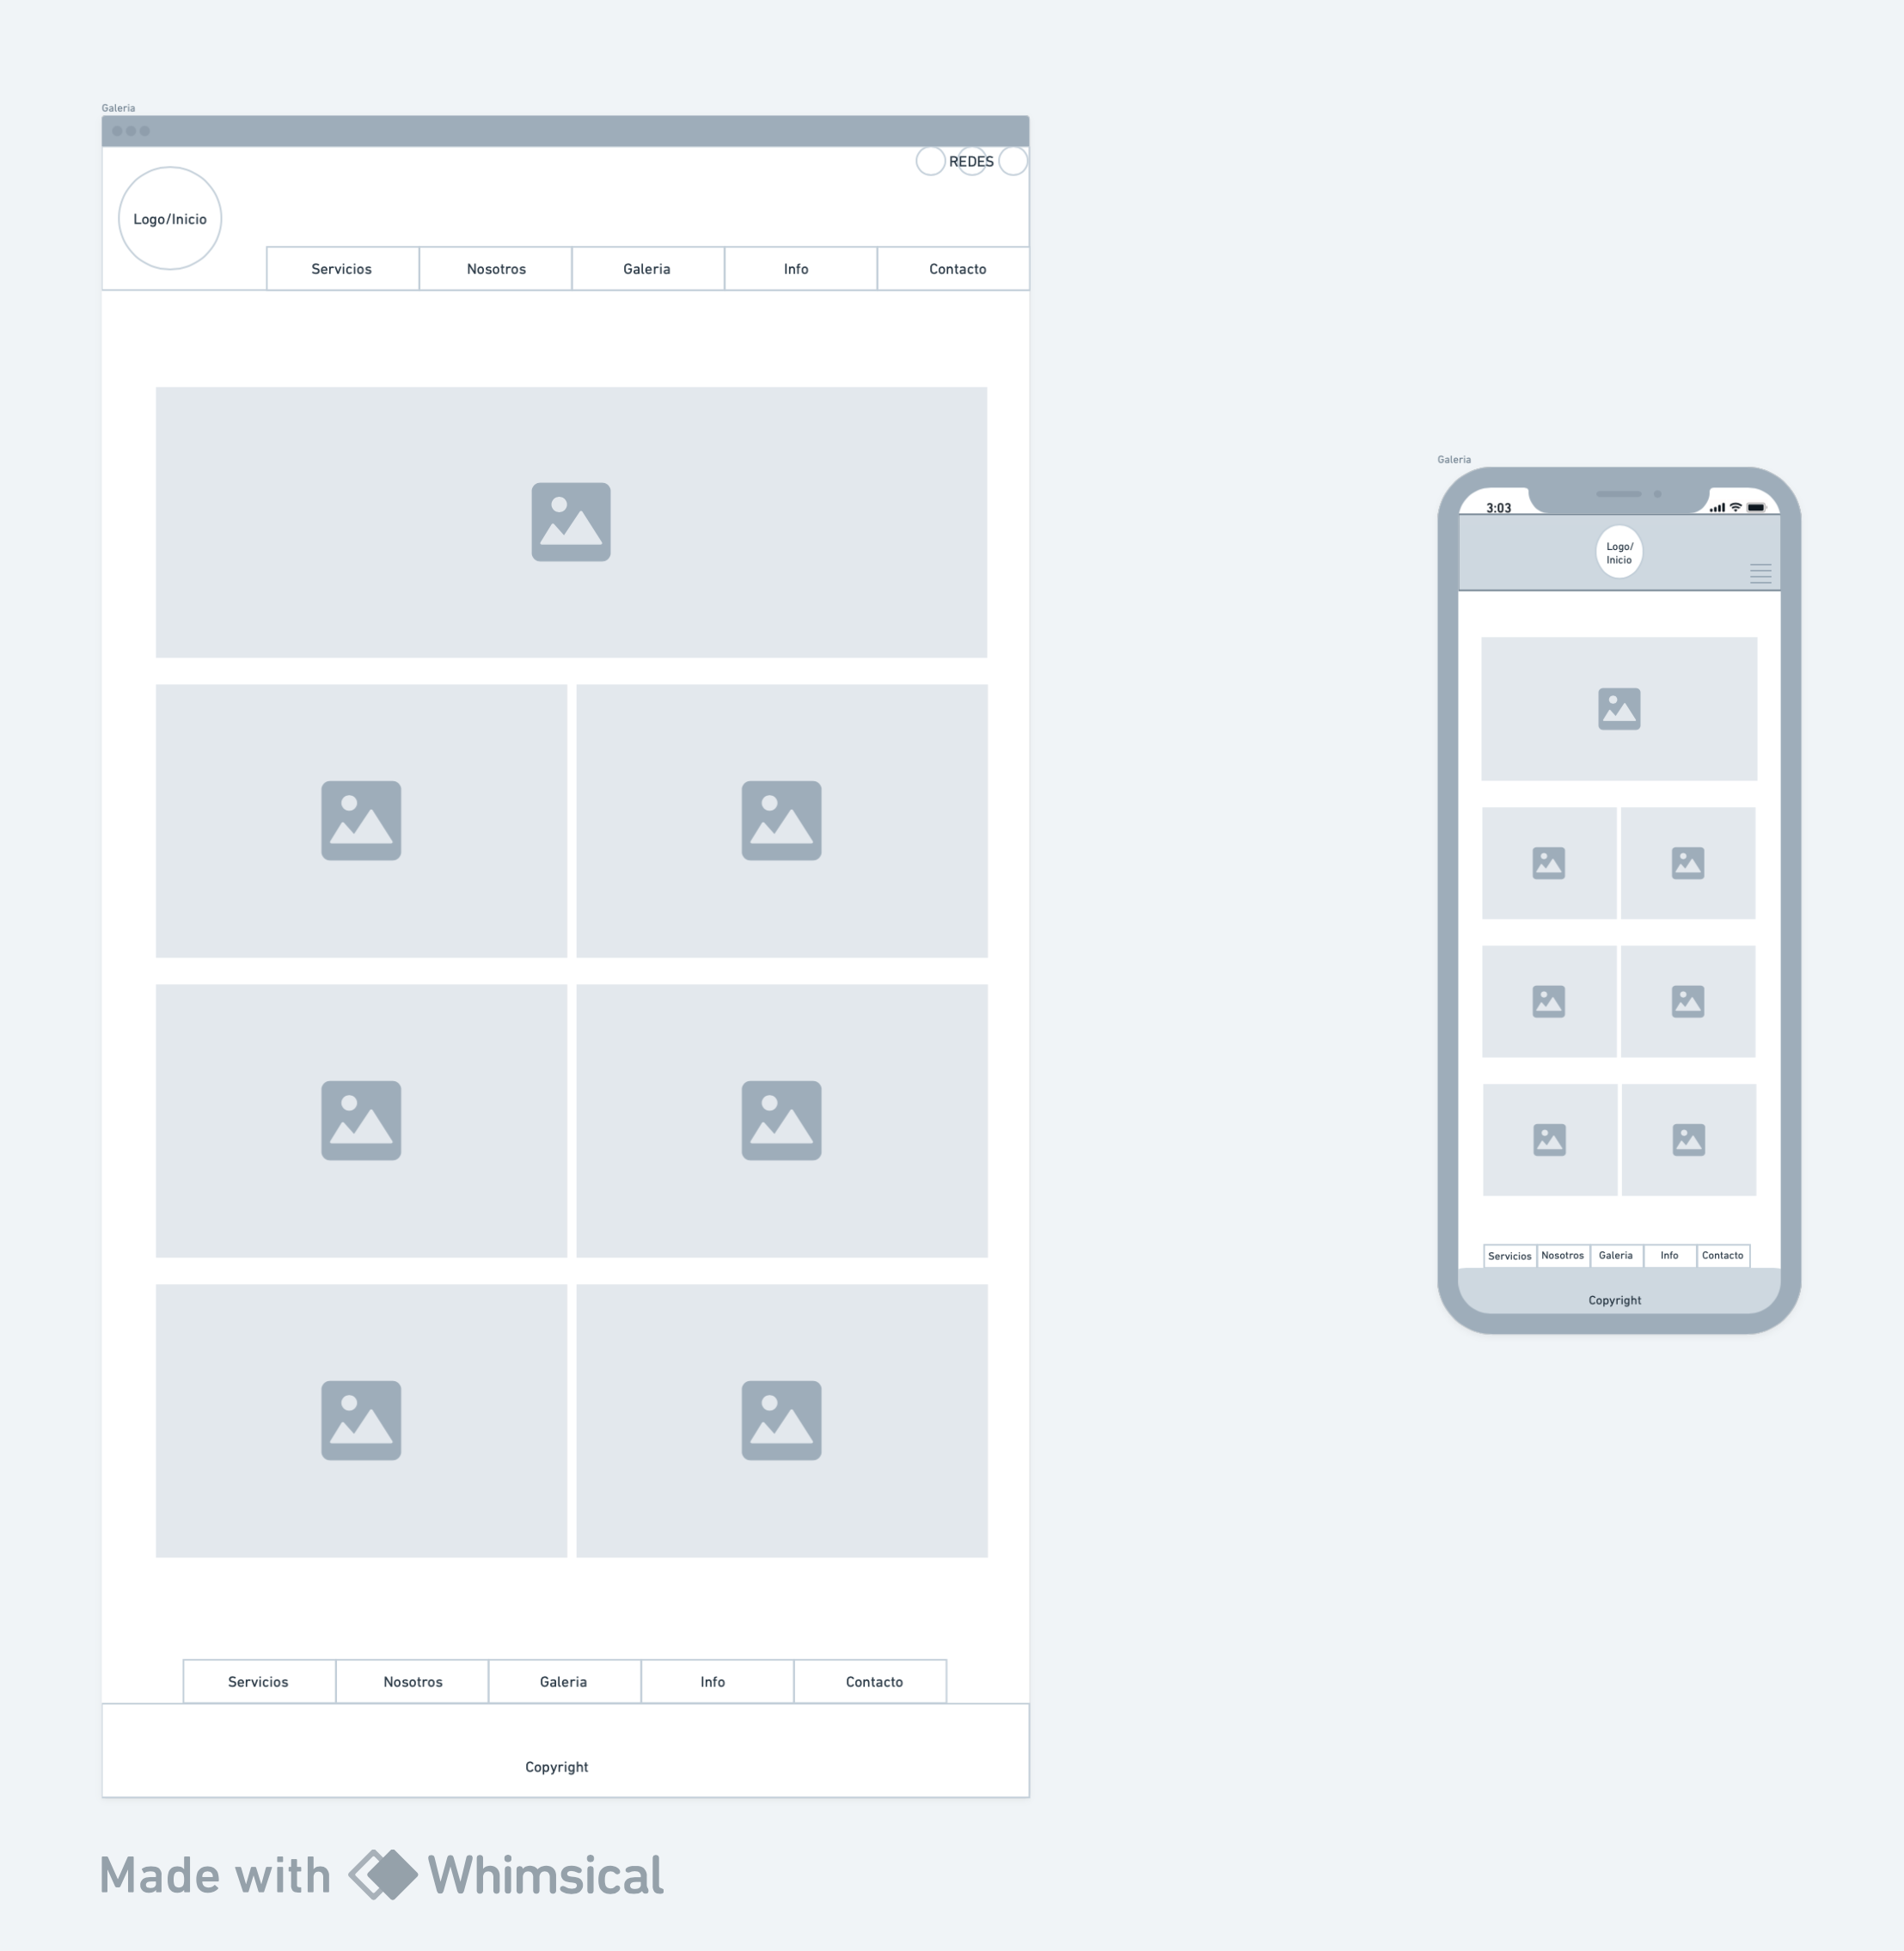 Galeria
REDES
Logo/Inicio
Servicios
Nosotros
Galeria
Info
Contacto
Servicios
Nosotros
Galeria
Info
Contacto
Copyright
Galeria
3:03
Logo/
Inicio
Servicios
Nosotros
Galeria
Info
Contacto
Copyright
Made with Whimsical